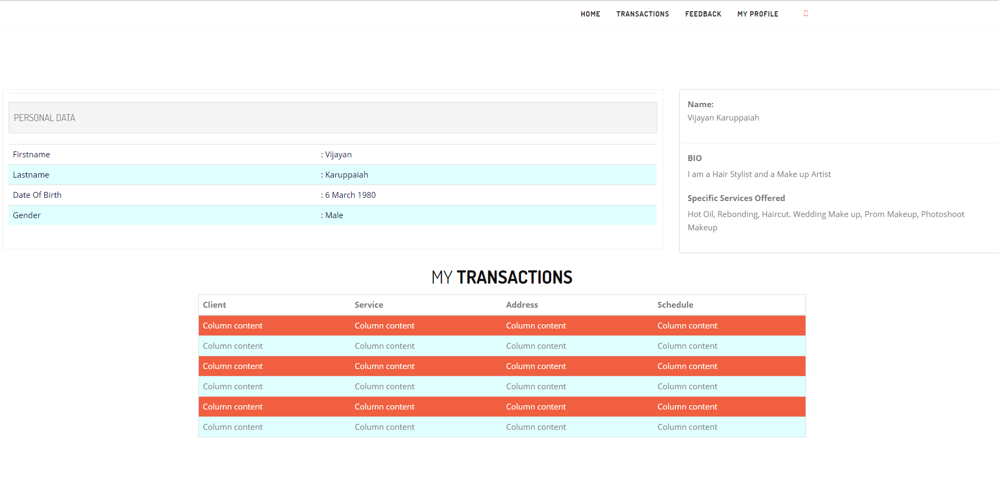 HOME TRANSACTIONS FEEDBACK MY PROFILE
PERSONAL DATA
Firstname : Vijayan
Lastname : Karuppaiah
Date Of Birth : 6 March 1980
Gender : Male
Name:
Vijayan Karuppaiah
BIO
I am a Hair Stylist and a Make up Artist
Specific Services Offered
Hot Oil, Rebonding, Haircut. Wedding Make up, Prom Makeup, Photoshoot
Makeup
MY TRANSACTIONS
Client Service Address Schedule
Column content Column content Column content Column content
Column content Column content Column content Column content
Column content Column content Column content Column content
Column content Column content Column content Column content
Column content Column content Column content Column content
Column content Column content Column content Column content